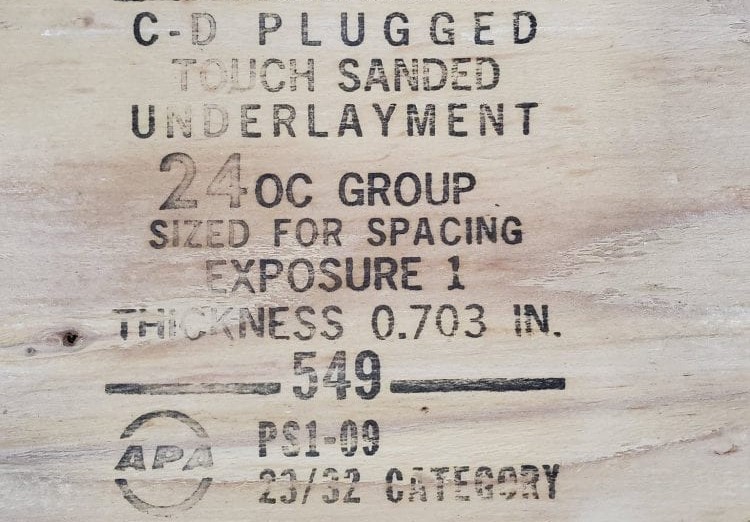 C-D PLUGGED
TOUCH SANDED
UNDERLAYMENT
24 OC GROUP
SIZED FOR SPACING
EXPOSURE 1
THICKNESS 0.703 IN.
549
APA
PS1-09
23/32 CATEGORY